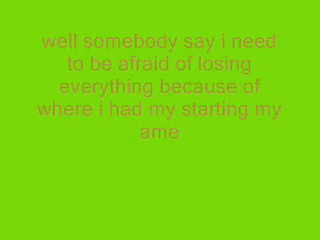 well somebody say i need
to be afraid of losing
everything because of
where i had my starting my
ame